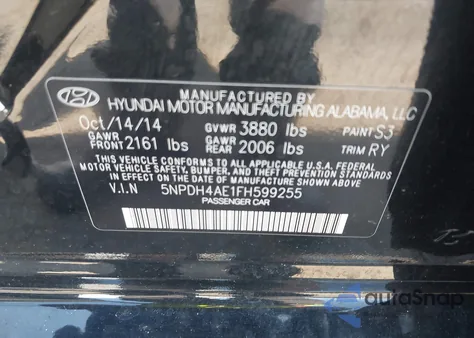 MANUFACTURED BY
HYUNDAI MOTOR MANUFACTURING ALABAMA, LLC
Oct/14/14 GVWR 3880 lbs PAINT S3
GAWR FRONT 2161 lbs GAWR REAR 2006 lbs TRIM RY
THIS VEHICLE CONFORMS TO ALL APPLICABLE U.S.A. FEDERAL
MOTOR VEHICLE SAFETY, BUMPER, AND THEFT PREVENTION STANDARDS
IN EFFECT ON THE DATE OF MANUFACTURE SHOWN ABOVE.
V.I.N 5NPDH4AE1FH599255
PASSENGER CAR
autoSnap